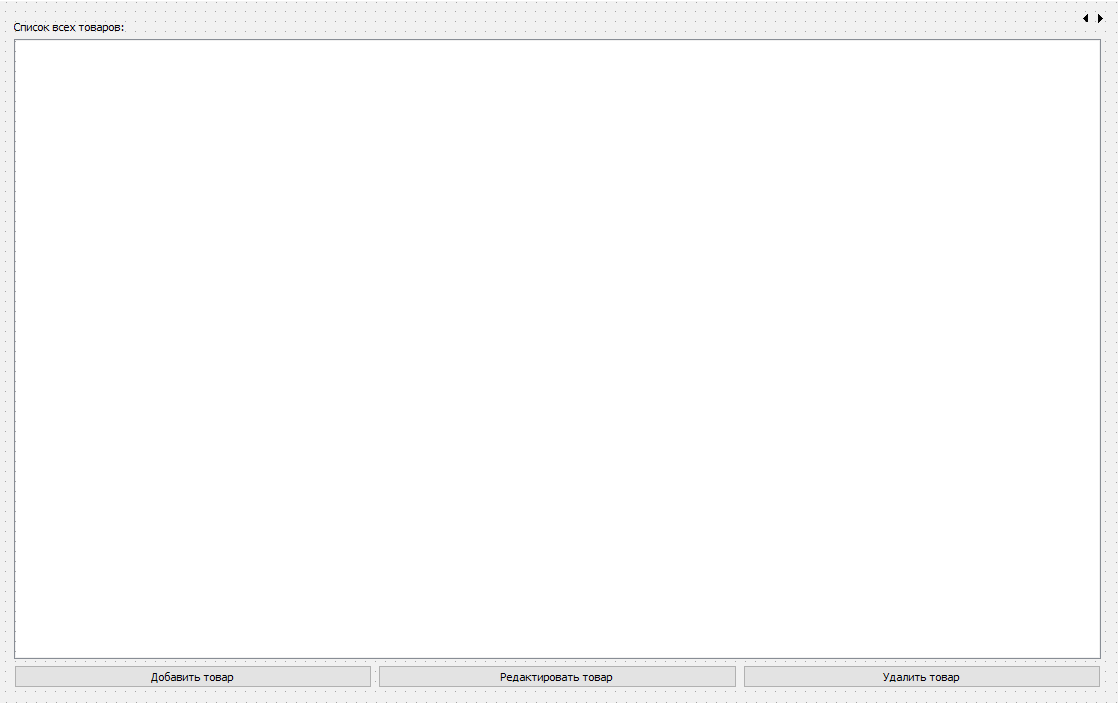 Список всех товаров:
Добавить товар
Редактировать товар
Удалить товар